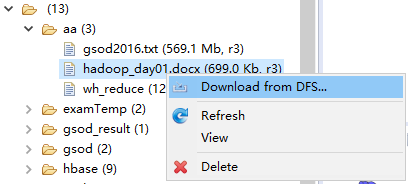 (13)
aa (3)
gsod2016.txt (569.1 Mb, r3)
hadoop_day01.docx (699.0 Kb, r3)
wh_reduce (12
Download from DFS...
examTemp (2)
Refresh
gsod_result (1)
View
gsod (2)
hbase (9)
Delete